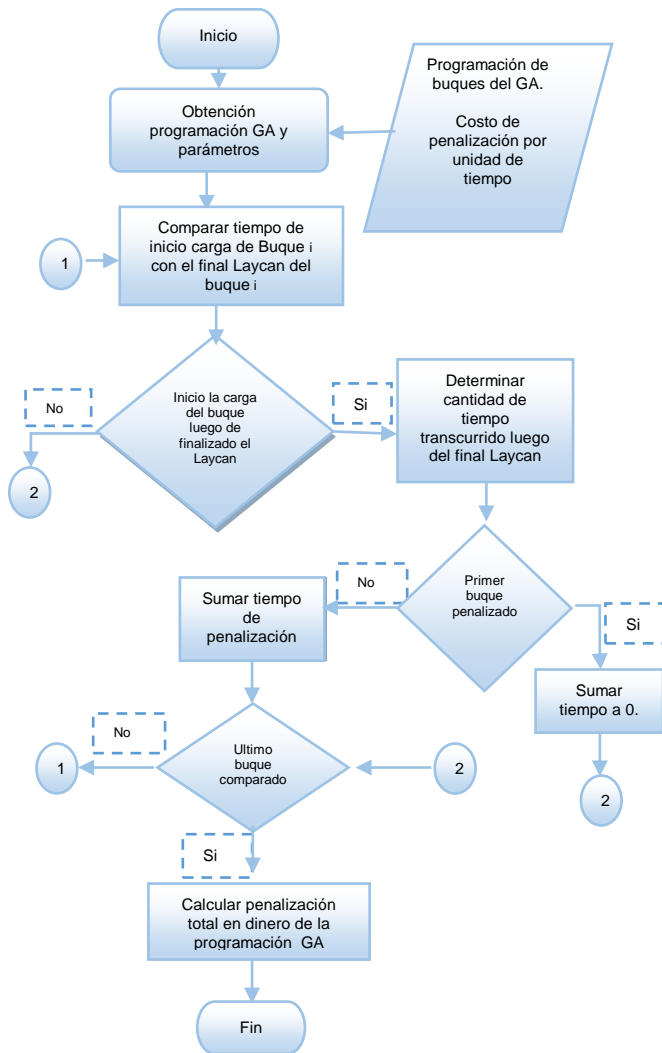 Inicio
Programación de
buques del GA.
Costo de
penalización por
unidad de
tiempo
Obtención
programación GA y
parámetros
Comparar tiempo de
inicio carga de Buque i
con el final Laycan del
buque i
1
Inicio la carga
del buque
luego de
finalizado el
Laycan
No
Si
2
Determinar
cantidad de
tiempo
transcurrido luego
del final Laycan
Primer
buque
penalizado
No
Si
Sumar tiempo
de
penalización
Sumar
tiempo a 0.
2
Ultimo
buque
comparado
No
1
2
Si
Calcular penalización
total en dinero de la
programación GA
Fin